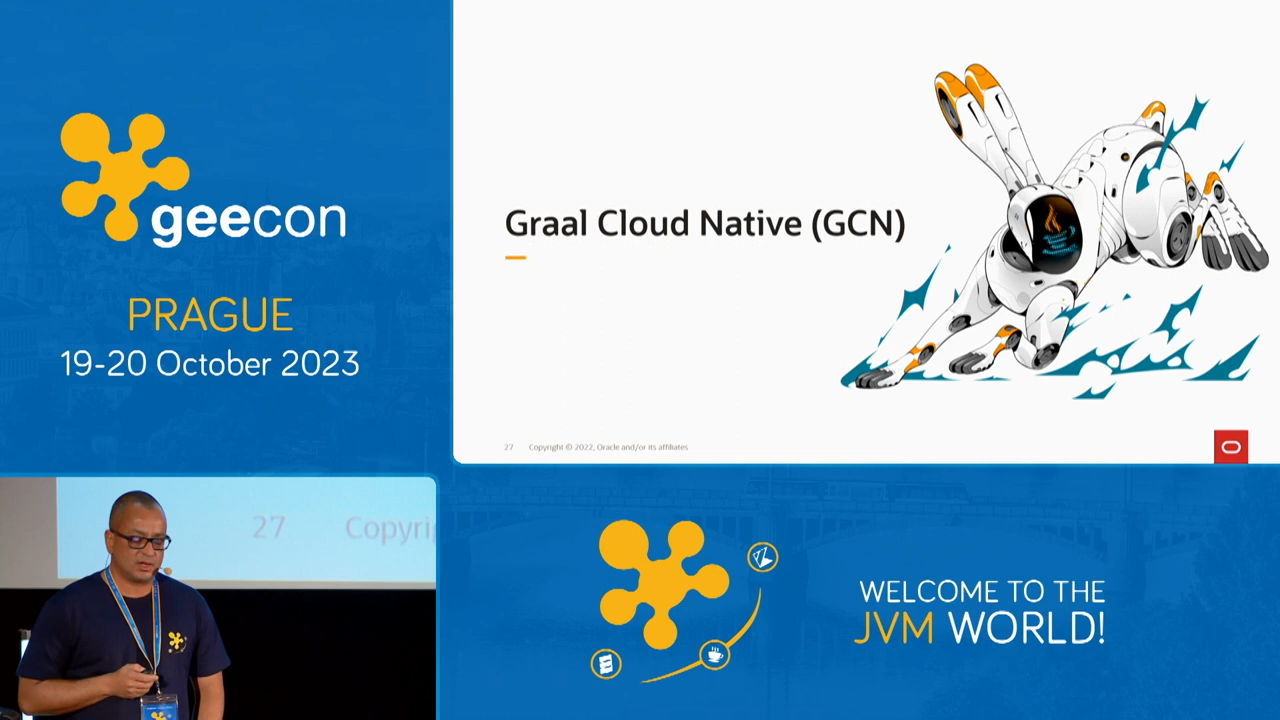 geecon
PRAGUE
19-20 October 2023
Graal Cloud Native (GCN)
27 Copyright © 2022, Oracle and/or its affiliates
27 Copyri
WELCOME TO THE
JVM WORLD!